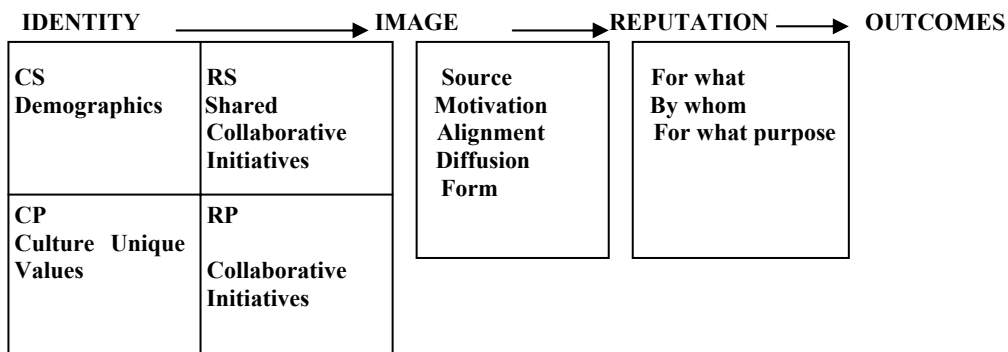 IDENTITY IMAGE REPUTATION OUTCOMES
CS
Demographics
RS
Shared
Collaborative
Initiatives
CP
Culture Unique
Values
RP
Collaborative
Initiatives
Source
Motivation
Alignment
Diffusion
Form
For what
By whom
For what purpose